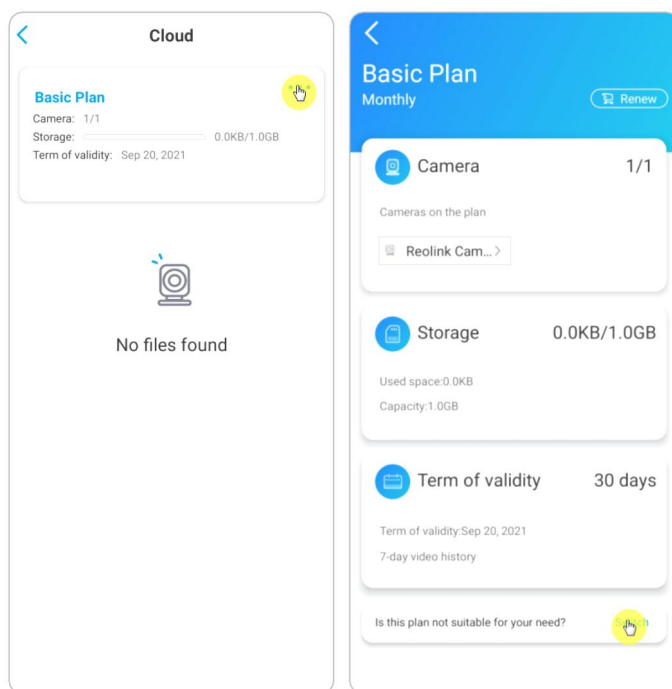 Cloud
Basic Plan
Camera: 1/1
Storage: 0.0KB/1.0GB
Term of validity: Sep 20, 2021
No files found
Basic Plan
Monthly
Renew
Camera 1/1
Cameras on the plan
Reolink Cam...
Storage 0.0KB/1.0GB
Used space:0.0KB
Capacity:1.0GB
Term of validity 30 days
Term of validity:Sep 20, 2021
7-day video history
Is this plan not suitable for your need?